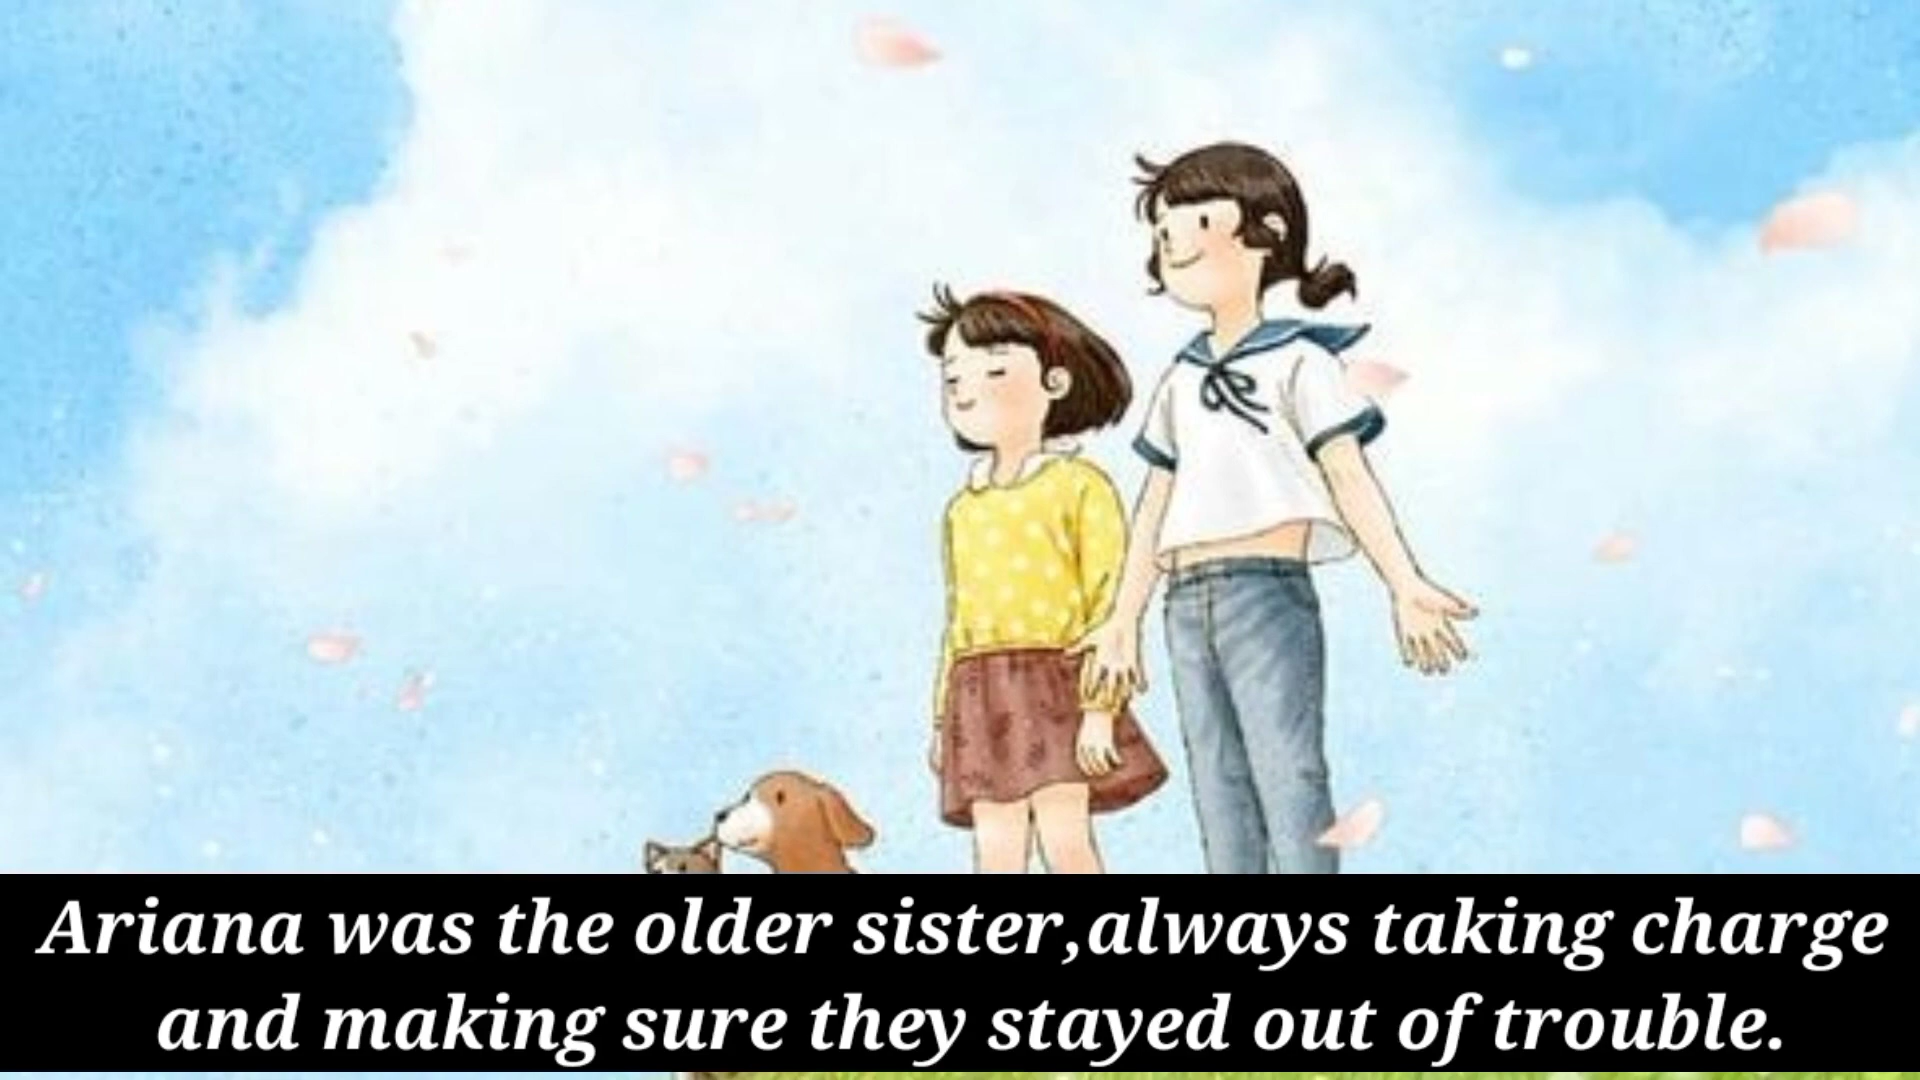 Ariana was the older sister,always taking charge
and making sure they stayed out of trouble.